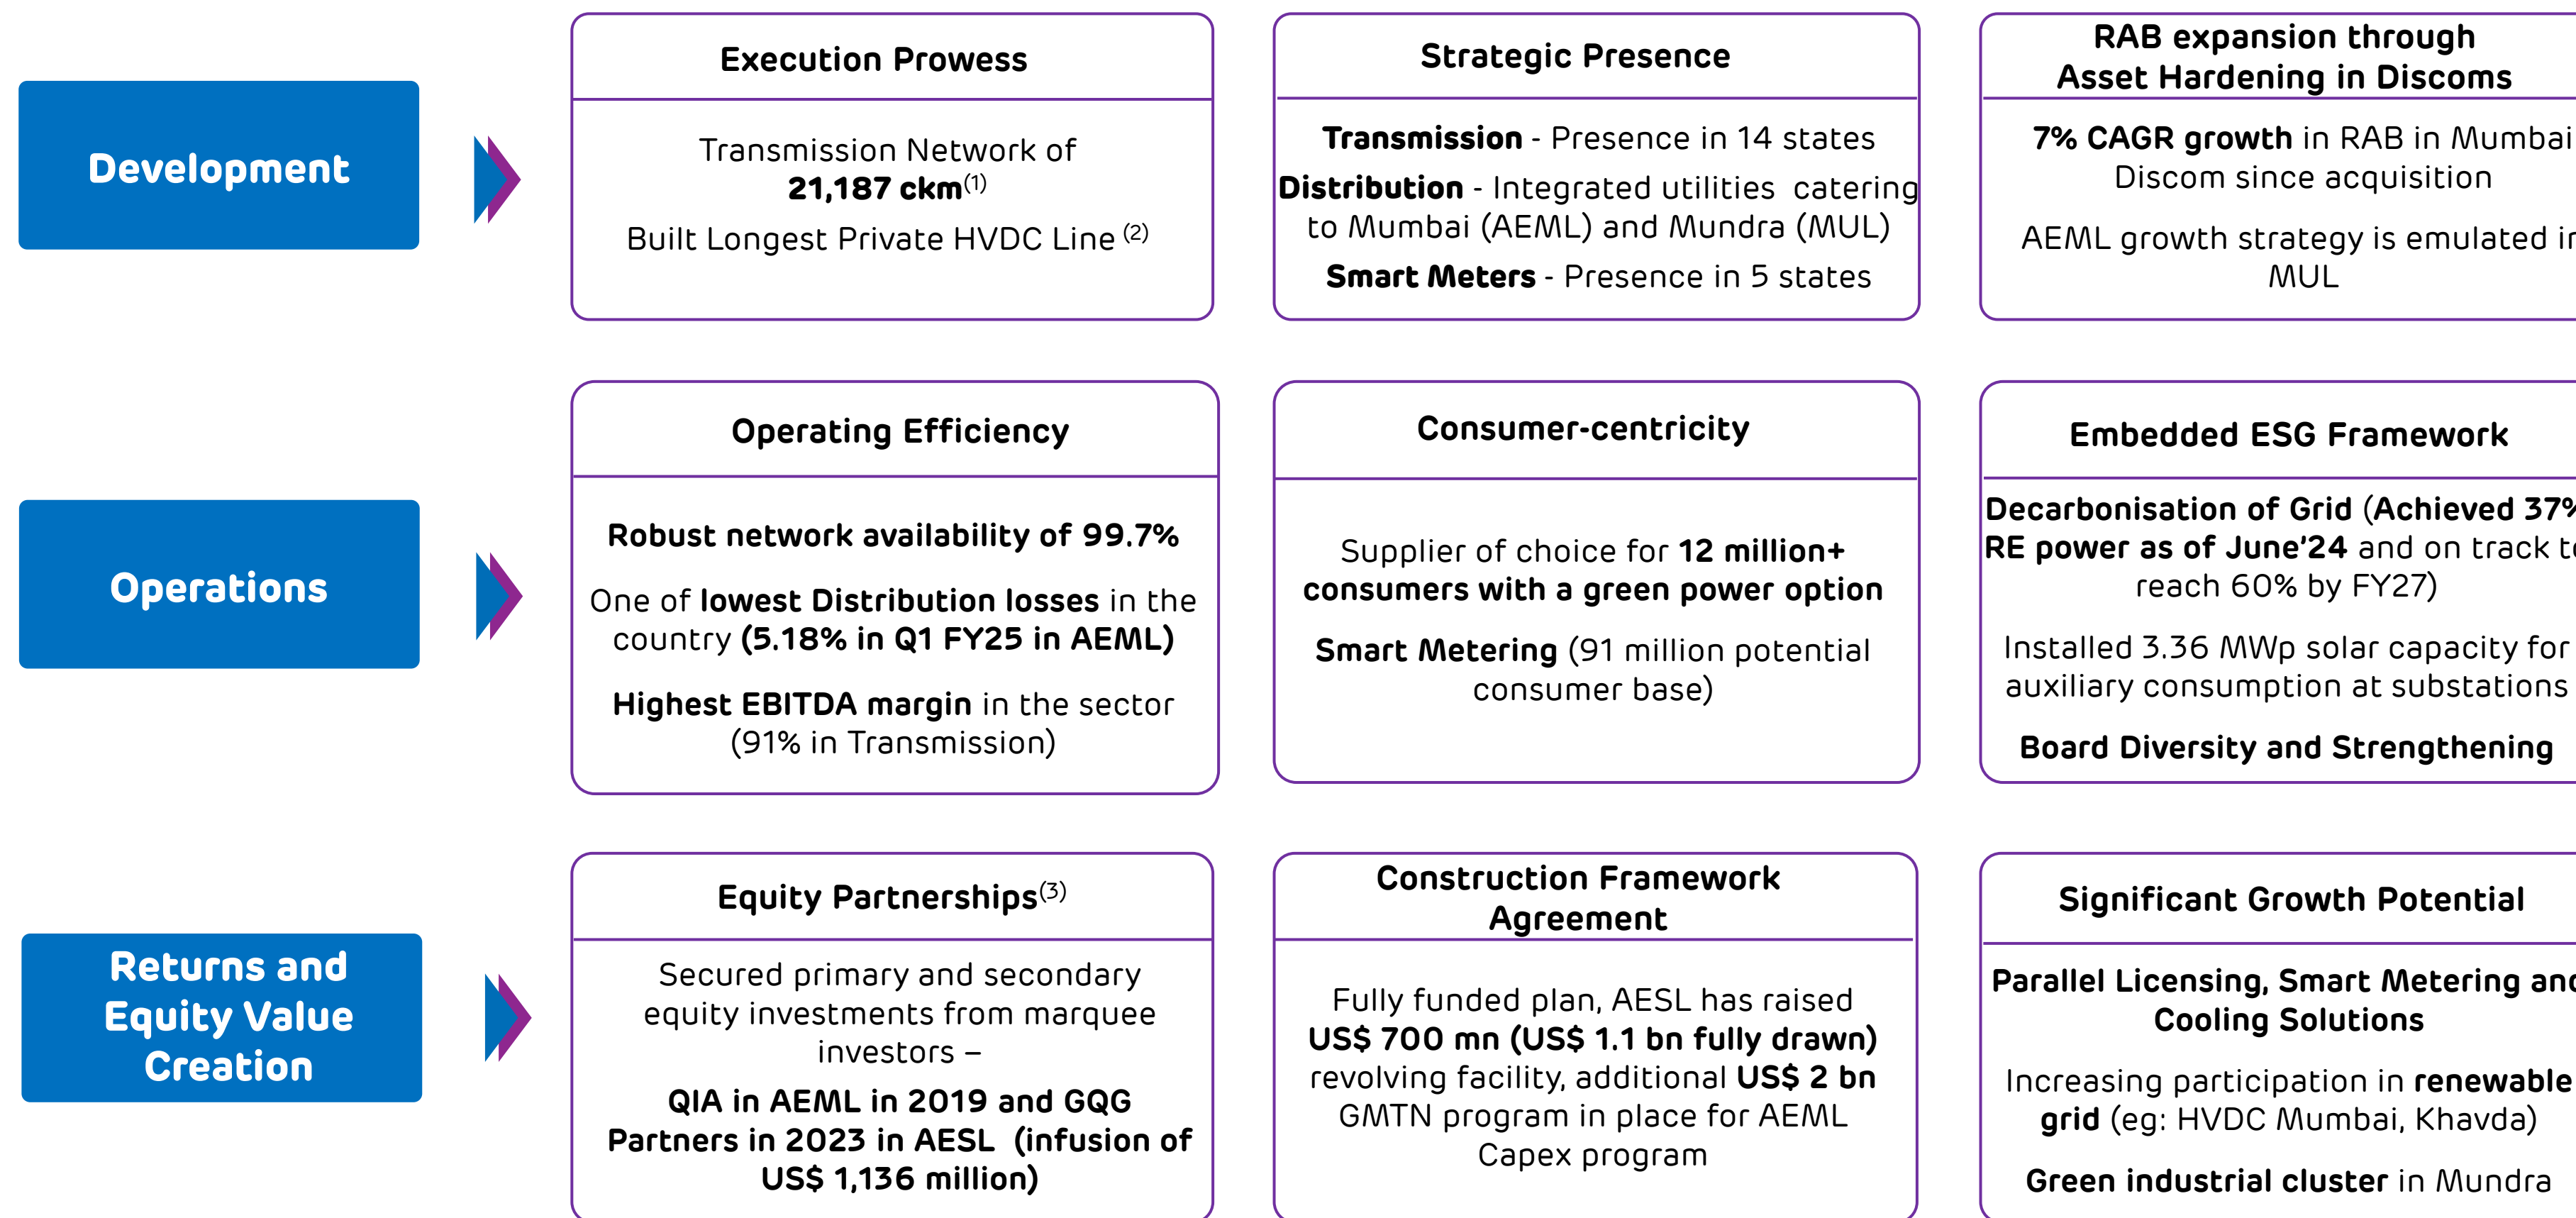 Development
Execution Prowess
Transmission Network of
21,187 ckm(1)
Built Longest Private HVDC Line (2)
Strategic Presence
Transmission - Presence in 14 states
Distribution - Integrated utilities catering
to Mumbai (AEML) and Mundra (MUL)
Smart Meters - Presence in 5 states
RAB expansion through
Asset Hardening in Discoms
7% CAGR growth in RAB in Mumbai
Discom since acquisition
AEML growth strategy is emulated in
MUL
Operations
Operating Efficiency
Robust network availability of 99.7%
One of lowest Distribution losses in the
country (5.18% in Q1 FY25 in AEML)
Highest EBITDA margin in the sector
(91% in Transmission)
Consumer-centricity
Supplier of choice for 12 million+
consumers with a green power option
Smart Metering (91 million potential
consumer base)
Embedded ESG Framework
Decarbonisation of Grid (Achieved 37%
RE power as of June'24 and on track to
reach 60% by FY27)
Installed 3.36 MWp solar capacity for
auxiliary consumption at substations
Board Diversity and Strengthening
Returns and
Equity Value
Creation
Equity Partnerships(3)
Secured primary and secondary
equity investments from marquee
investors –
QIA in AEML in 2019 and GQG
Partners in 2023 in AESL (infusion of
US$ 1,136 million)
Construction Framework
Agreement
Fully funded plan, AESL has raised
US$ 700 mn (US$ 1.1 bn fully drawn)
revolving facility, additional US$ 2 bn
GMTN program in place for AEML
Capex program
Significant Growth Potential
Parallel Licensing, Smart Metering and
Cooling Solutions
Increasing participation in renewable
grid (eg: HVDC Mumbai, Khavda)
Green industrial cluster in Mundra